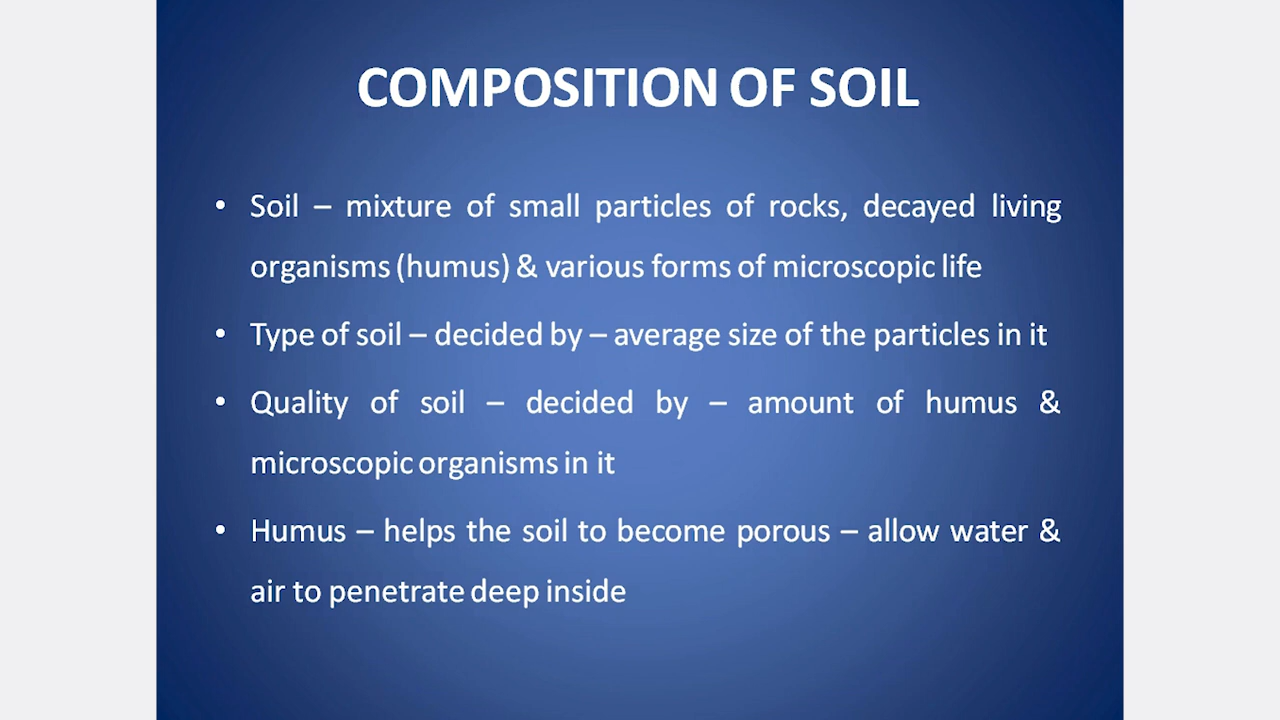 COMPOSITION OF SOIL
• Soil – mixture of small particles of rocks, decayed living
organisms (humus) & various forms of microscopic life
• Type of soil – decided by – average size of the particles in it
• Quality of soil – decided by – amount of humus &
microscopic organisms in it
• Humus – helps the soil to become porous – allow water &
air to penetrate deep inside